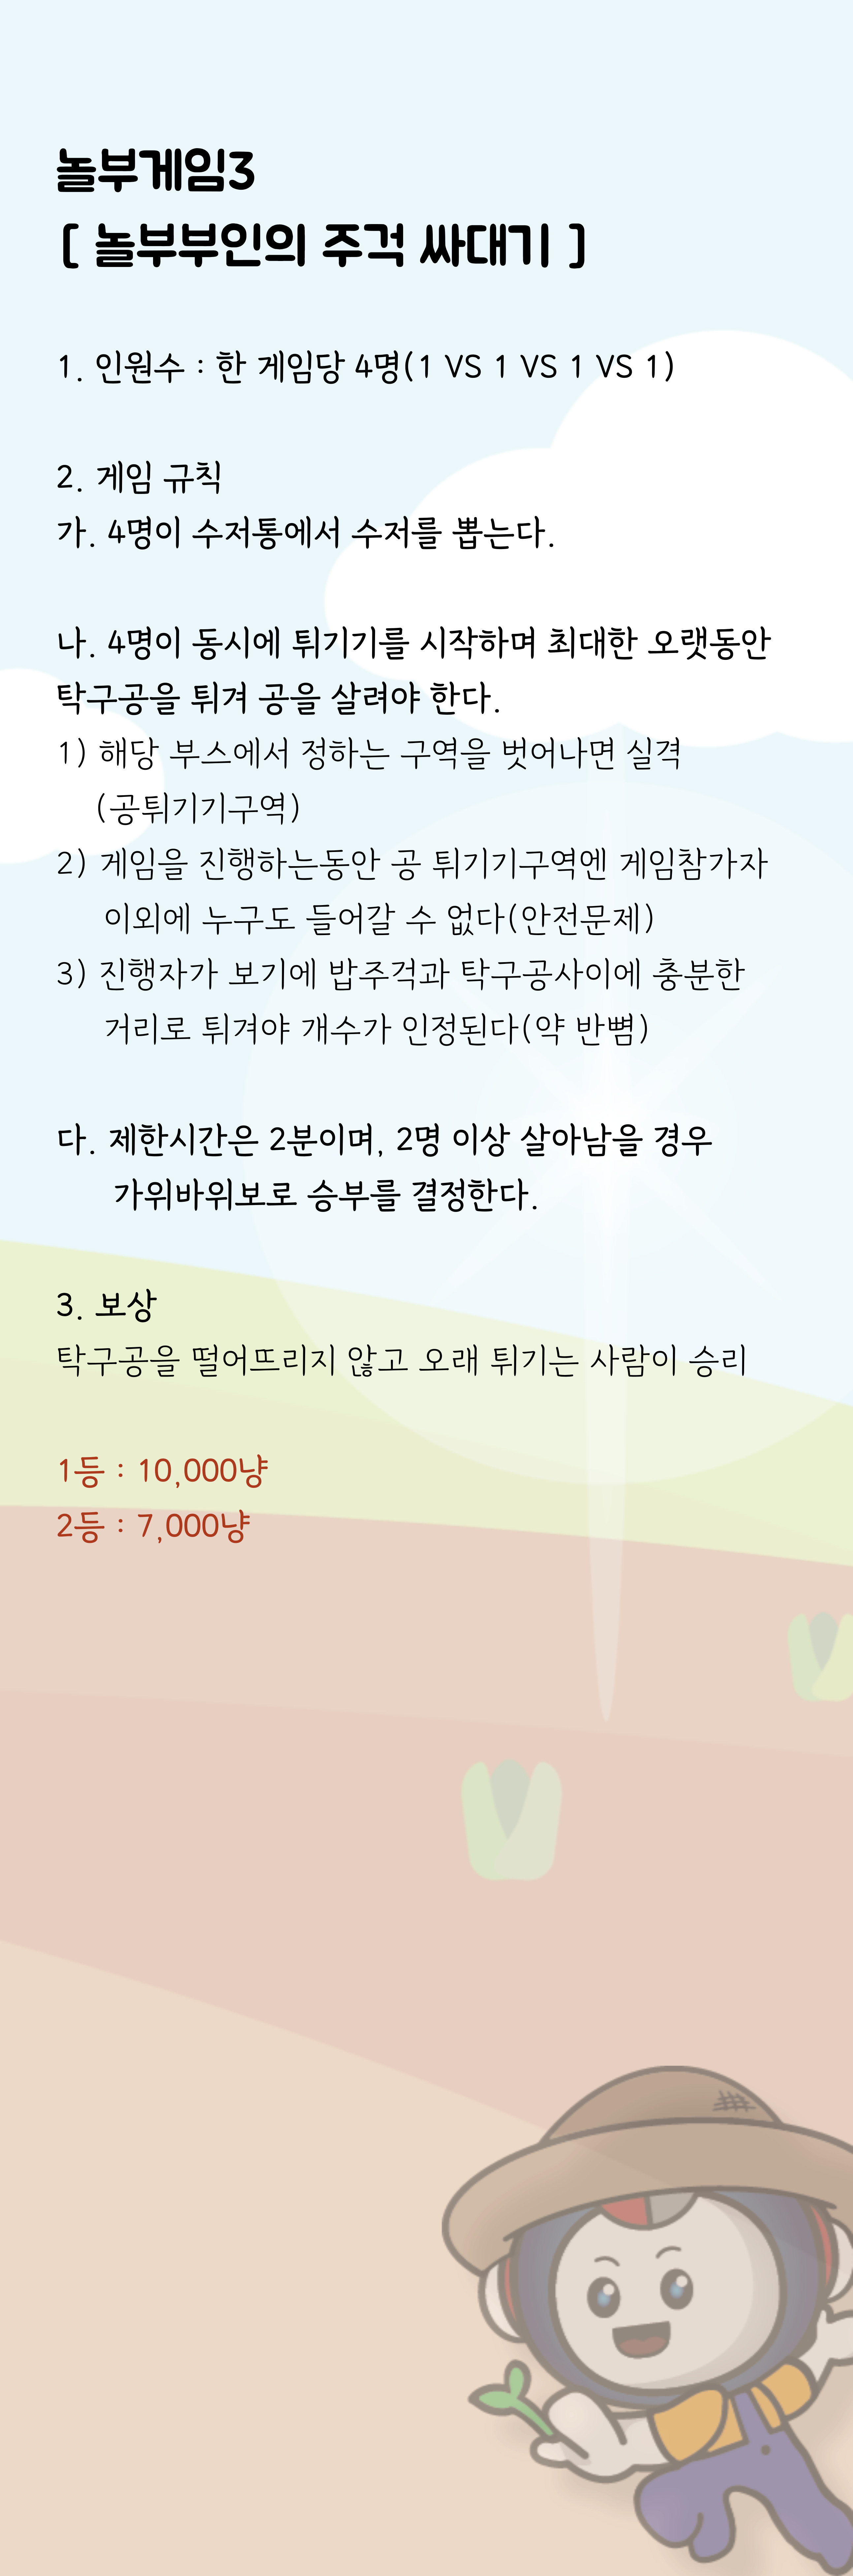 놀부게임3
[ 놀부부인의 주걱 싸대기 ]
1. 인원수 : 한 게임당 4명(1 VS 1 VS 1 VS 1)
2. 게임 규칙
가. 4명이 수저통에서 수저를 뽑는다.
나. 4명이 동시에 튀기기를 시작하며 최대한 오랫동안
탁구공을 튀겨 공을 살려야 한다.
1) 해당 부스에서 정하는 구역을 벗어나면 실격
(공튀기기구역)
2) 게임을 진행하는동안 공 튀기기구역엔 게임참가자
이외에 누구도 들어갈 수 없다(안전문제)
3) 진행자가 보기에 밥주걱과 탁구공사이에 충분한
거리로 튀겨야 개수가 인정된다(약 반뼘)
다. 제한시간은 2분이며, 2명 이상 살아남을 경우
가위바위보로 승부를 결정한다.
3. 보상
탁구공을 떨어뜨리지 않고 오래 튀기는 사람이 승리
1등 : 10,000냥
2등 : 7,000냥